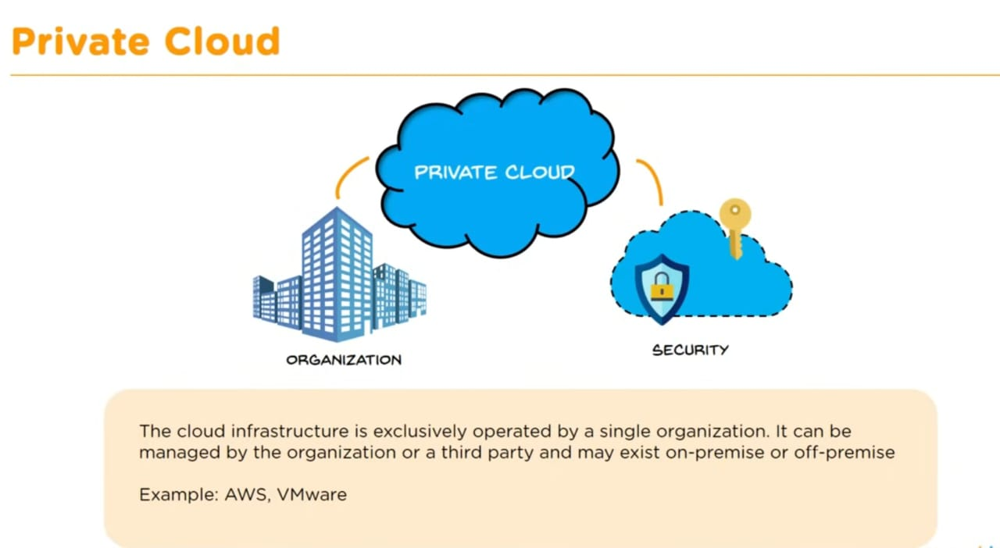 Private Cloud
PRIVATE CLOUD
ORGANIZATION
SECURITY
The cloud infrastructure is exclusively operated by a single organization. It can be
managed by the organization or a third party and may exist on-premise or off-premise
Example: AWS, VMware